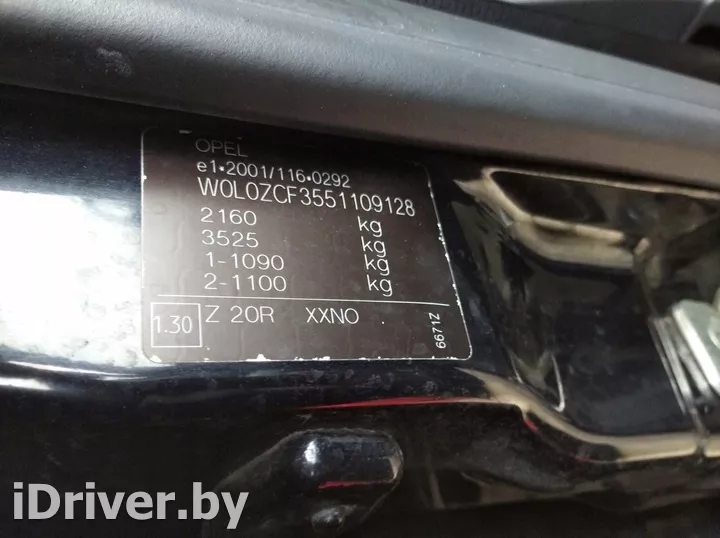 OPEL
e1•2001/116•0292
W0L0ZCF3551109128
2160 kg
3525 kg
1-1090 kg
2-1100 kg
1.30 Z 20R XXN0
6671Z
iDriver.by